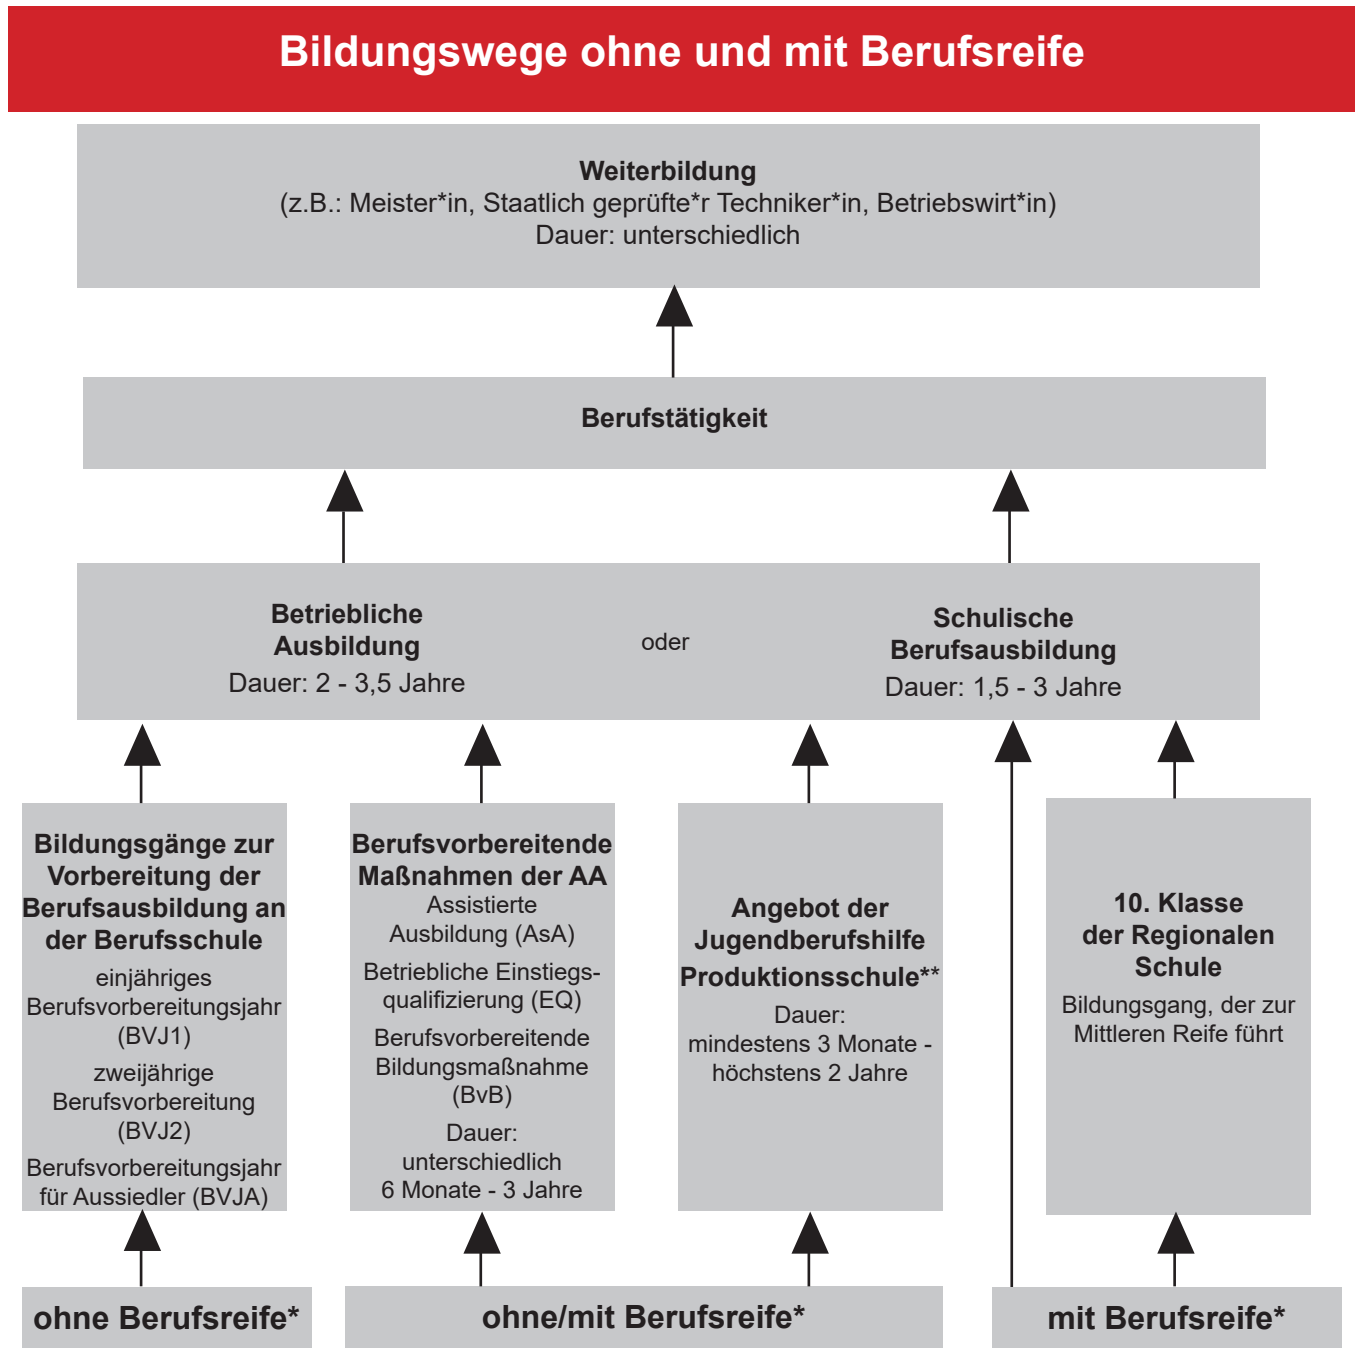 Bildungswege ohne und mit Berufsreife
Weiterbildung
(z.B.: Meister*in, Staatlich geprüfte*r Techniker*in, Betriebswirt*in)
Dauer: unterschiedlich
Berufstätigkeit
Betriebliche
Ausbildung
Dauer: 2 - 3,5 Jahre
oder
Schulische
Berufsausbildung
Dauer: 1,5 - 3 Jahre
Bildungsgänge zur
Vorbereitung der
Berufsausbildung an
der Berufsschule
einjähriges
Berufsvorbereitungsjahr
(BVJ1)
zweijährige
Berufsvorbereitung
(BVJ2)
Berufsvorbereitungsjahr
für Aussiedler (BVJA)
Berufsvorbereitende
Maßnahmen der AA
Assistierte
Ausbildung (AsA)
Betriebliche Einstiegs-
qualifizierung (EQ)
Berufsvorbereitende
Bildungsmaßnahme
(BvB)
Dauer:
unterschiedlich
6 Monate - 3 Jahre
Angebot der
Jugendberufshilfe
Produktionsschule**
Dauer:
mindestens 3 Monate -
höchstens 2 Jahre
10. Klasse
der Regionalen
Schule
Bildungsgang, der zur
Mittleren Reife führt
ohne Berufsreife*
ohne/mit Berufsreife*
mit Berufsreife*